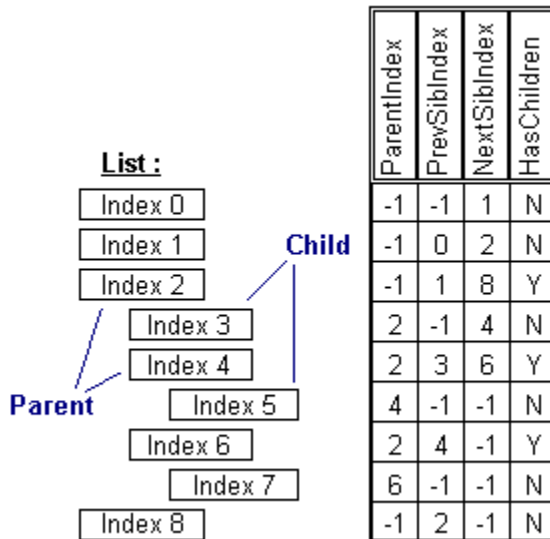 List :
ParentIndex PrevSibIndex NextSibIndex HasChildren
Index 0 -1 -1 1 N
Index 1 Child -1 0 2 N
Index 2 -1 1 8 Y
Index 3 2 -1 4 N
Index 4 2 3 6 Y
Parent Index 5 4 -1 -1 N
Index 6 2 4 -1 Y
Index 7 6 -1 -1 N
Index 8 -1 2 -1 N